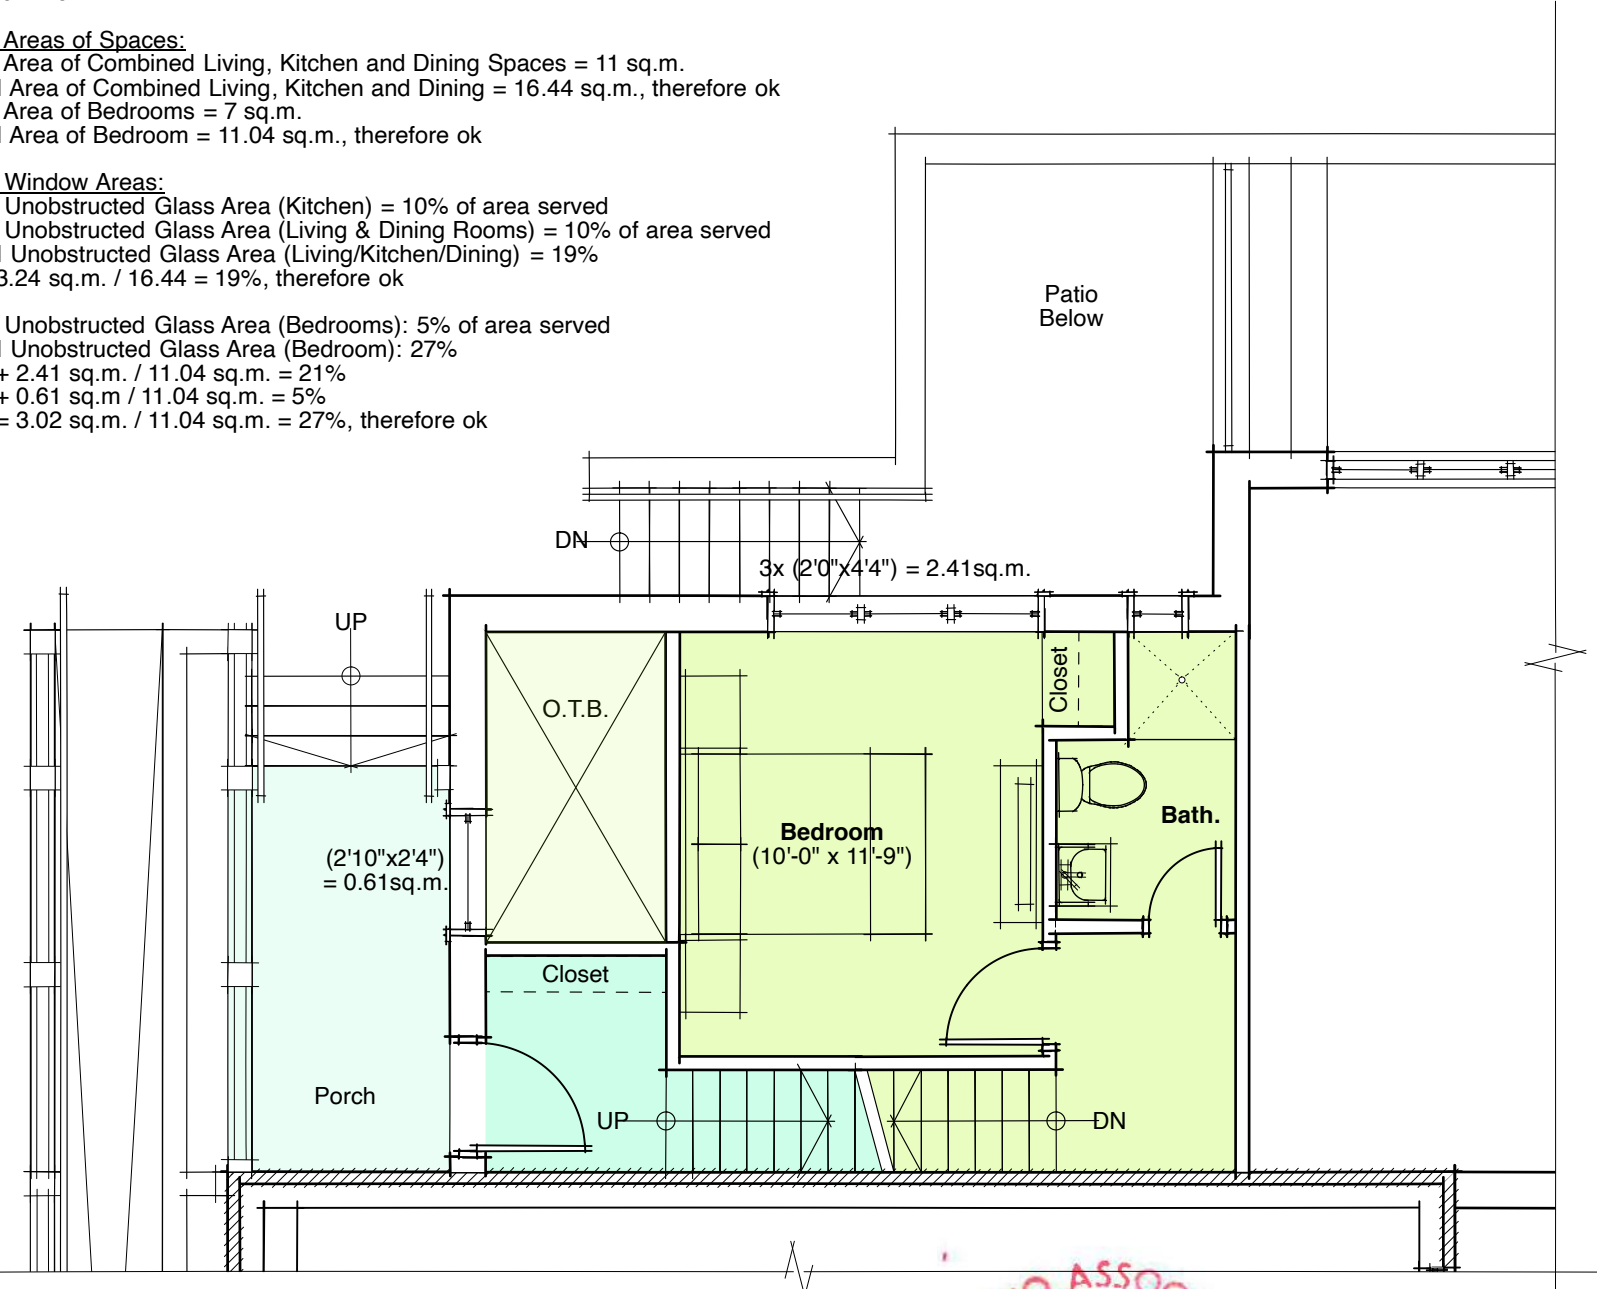 Areas of Spaces:
Area of Combined Living, Kitchen and Dining Spaces = 11 sq.m.
Area of Combined Living, Kitchen and Dining = 16.44 sq.m., therefore ok
Area of Bedrooms = 7 sq.m.
Area of Bedroom = 11.04 sq.m., therefore ok
Window Areas:
Unobstructed Glass Area (Kitchen) = 10% of area served
Unobstructed Glass Area (Living & Dining Rooms) = 10% of area served
Unobstructed Glass Area (Living/Kitchen/Dining) = 19%
3.24 sq.m. / 16.44 = 19%, therefore ok
Unobstructed Glass Area (Bedrooms): 5% of area served
Unobstructed Glass Area (Bedroom): 27%
+ 2.41 sq.m. / 11.04 sq.m. = 21%
+ 0.61 sq.m / 11.04 sq.m. = 5%
= 3.02 sq.m. / 11.04 sq.m. = 27%, therefore ok
Patio
Below
DN
3x (2'0"x4'4") = 2.41sq.m.
UP
O.T.B.
Closet
Bedroom
(10'-0" x 11'-9")
Bath.
(2'10"x2'4")
= 0.61sq.m.
Closet
Porch
UP
DN
ASSO